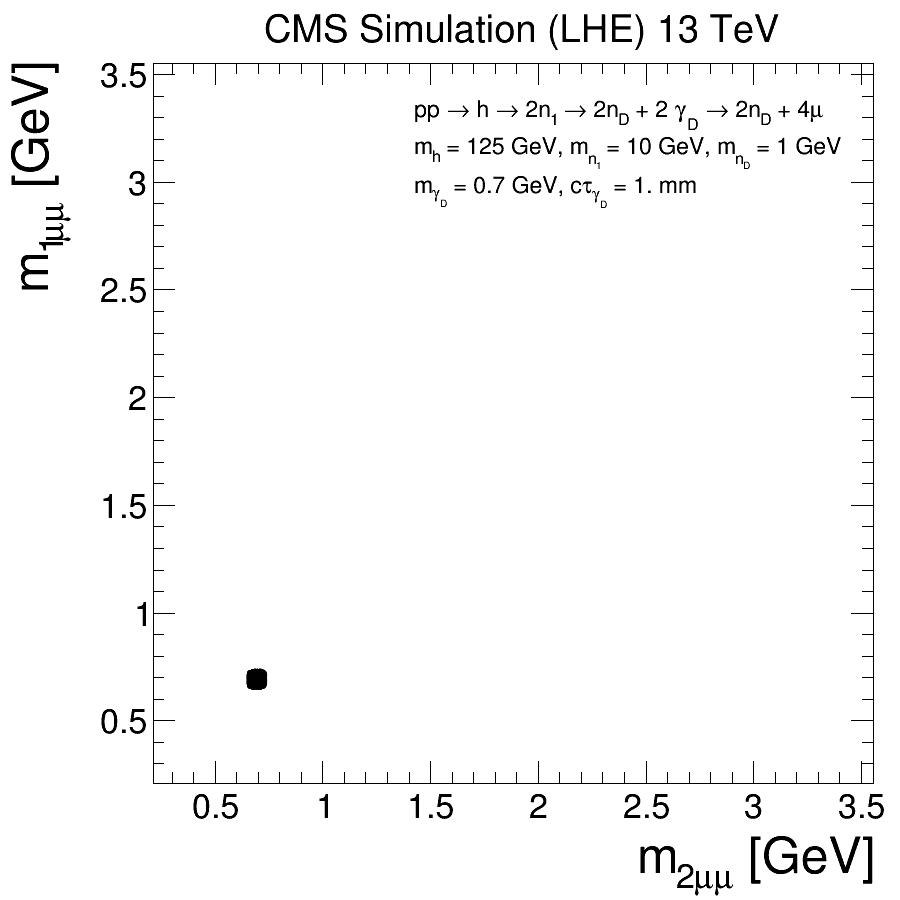 CMS Simulation (LHE) 13 TeV
m1μμ [GeV]
3.5
3
2.5
2
1.5
1
0.5
pp → h → 2n1 → 2nD + 2 γD → 2nD + 4μ
mh = 125 GeV, mn1 = 10 GeV, mnD = 1 GeV
mγD = 0.7 GeV, cτγD = 1. mm
0.5 1 1.5 2 2.5 3 3.5
m2μμ [GeV]